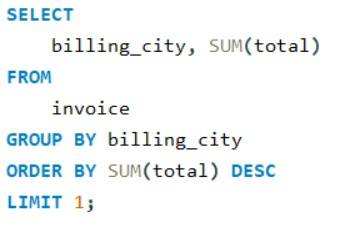 SELECT
    billing_city, SUM(total)
FROM
    invoice
GROUP BY billing_city
ORDER BY SUM(total) DESC
LIMIT 1;